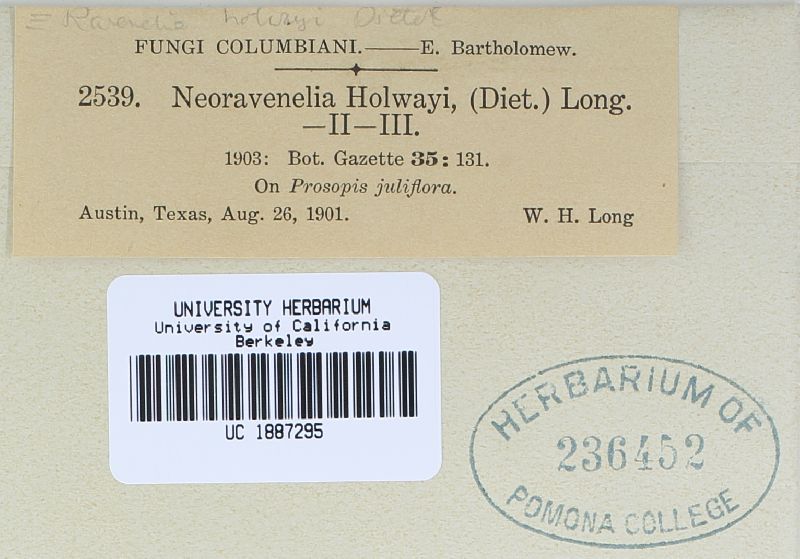 = Ravenelia holwayi Dietel
FUNGI COLUMBIANI.—E. Bartholomew.
2539. Neoravenelia Holwayi, (Diet.) Long.
—II—III.
1903: Bot. Gazette 35: 131.
On Prosopis juliflora.
Austin, Texas, Aug. 26, 1901. W. H. Long
UNIVERSITY HERBARIUM
University of California
Berkeley
UC 1887295
HERBARIUM OF
236452
POMONA COLLEGE